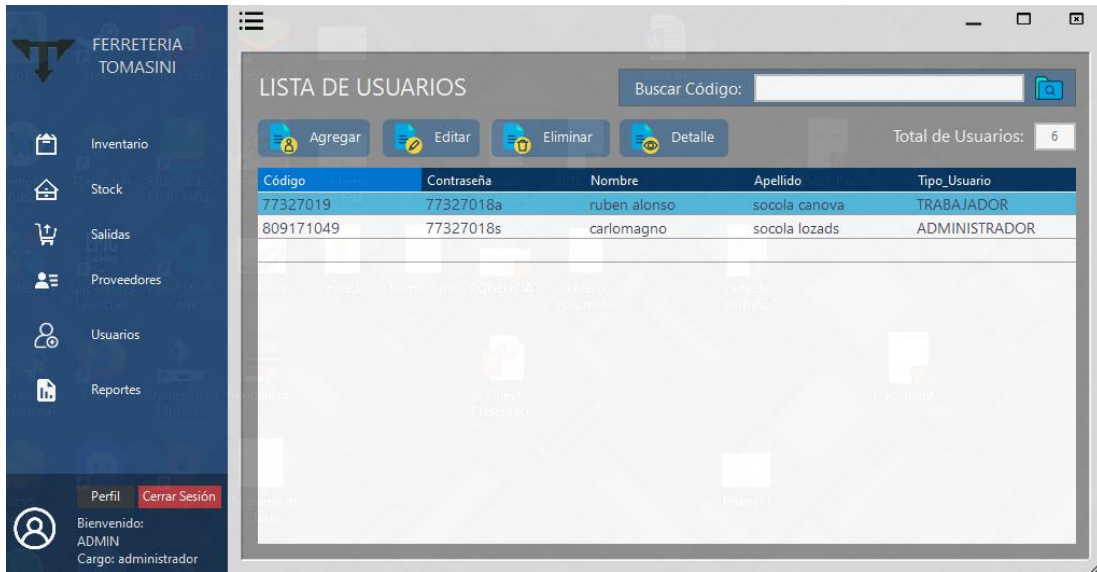 FERRETERIA
TOMASINI
Inventario
Stock
Salidas
Proveedores
Usuarios
Reportes
Perfil Cerrar Sesión
Bienvenido:
ADMIN
Cargo: administrador
LISTA DE USUARIOS
Buscar Código:
Agregar Editar Eliminar Detalle
Total de Usuarios: 6
Código Contraseña Nombre Apellido Tipo_Usuario
77327019 77327018a ruben alonso socola canova TRABAJADOR
809171049 77327018s carlomagno socola lozads ADMINISTRADOR